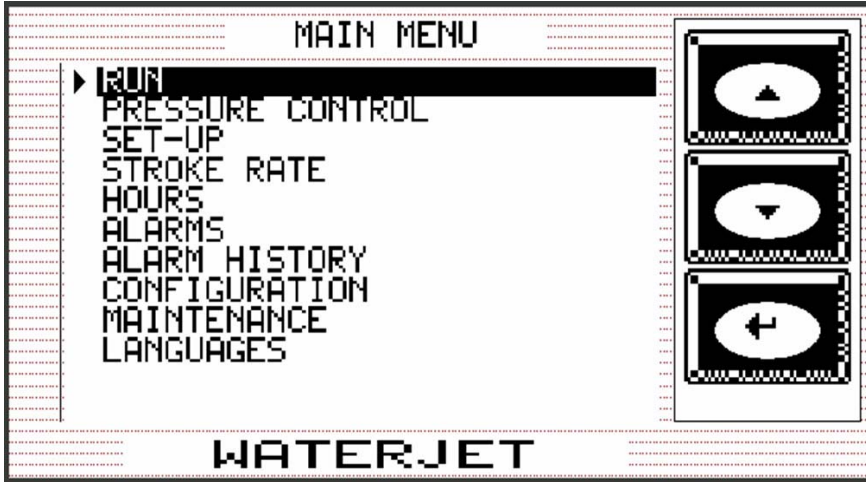 MAIN MENU
RUN
PRESSURE CONTROL
SET-UP
STROKE RATE
HOURS
ALARMS
ALARM HISTORY
CONFIGURATION
MAINTENANCE
LANGUAGES
WATERJET